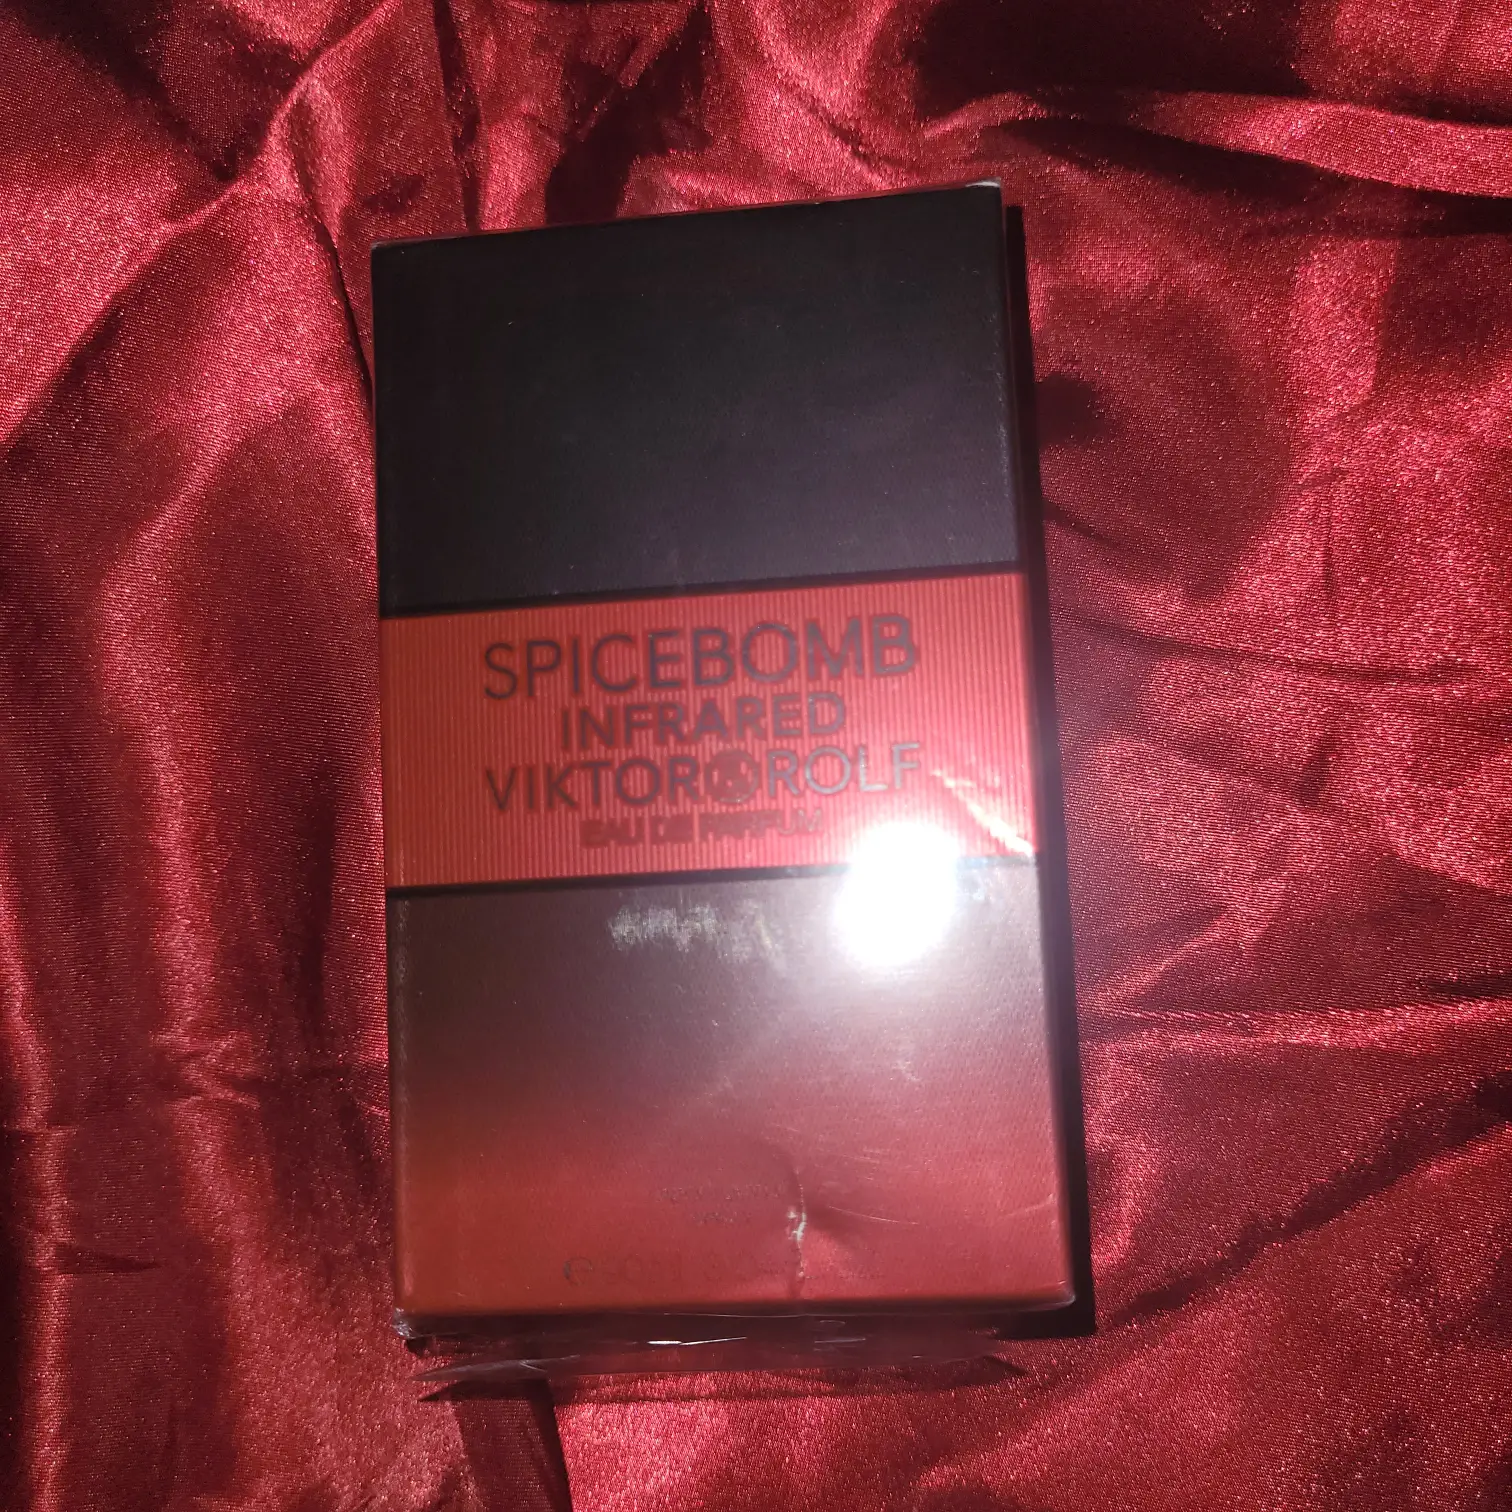 SPICEBOMB
INFRARED
VIKTOR ROLF
EAU DE PARFUM